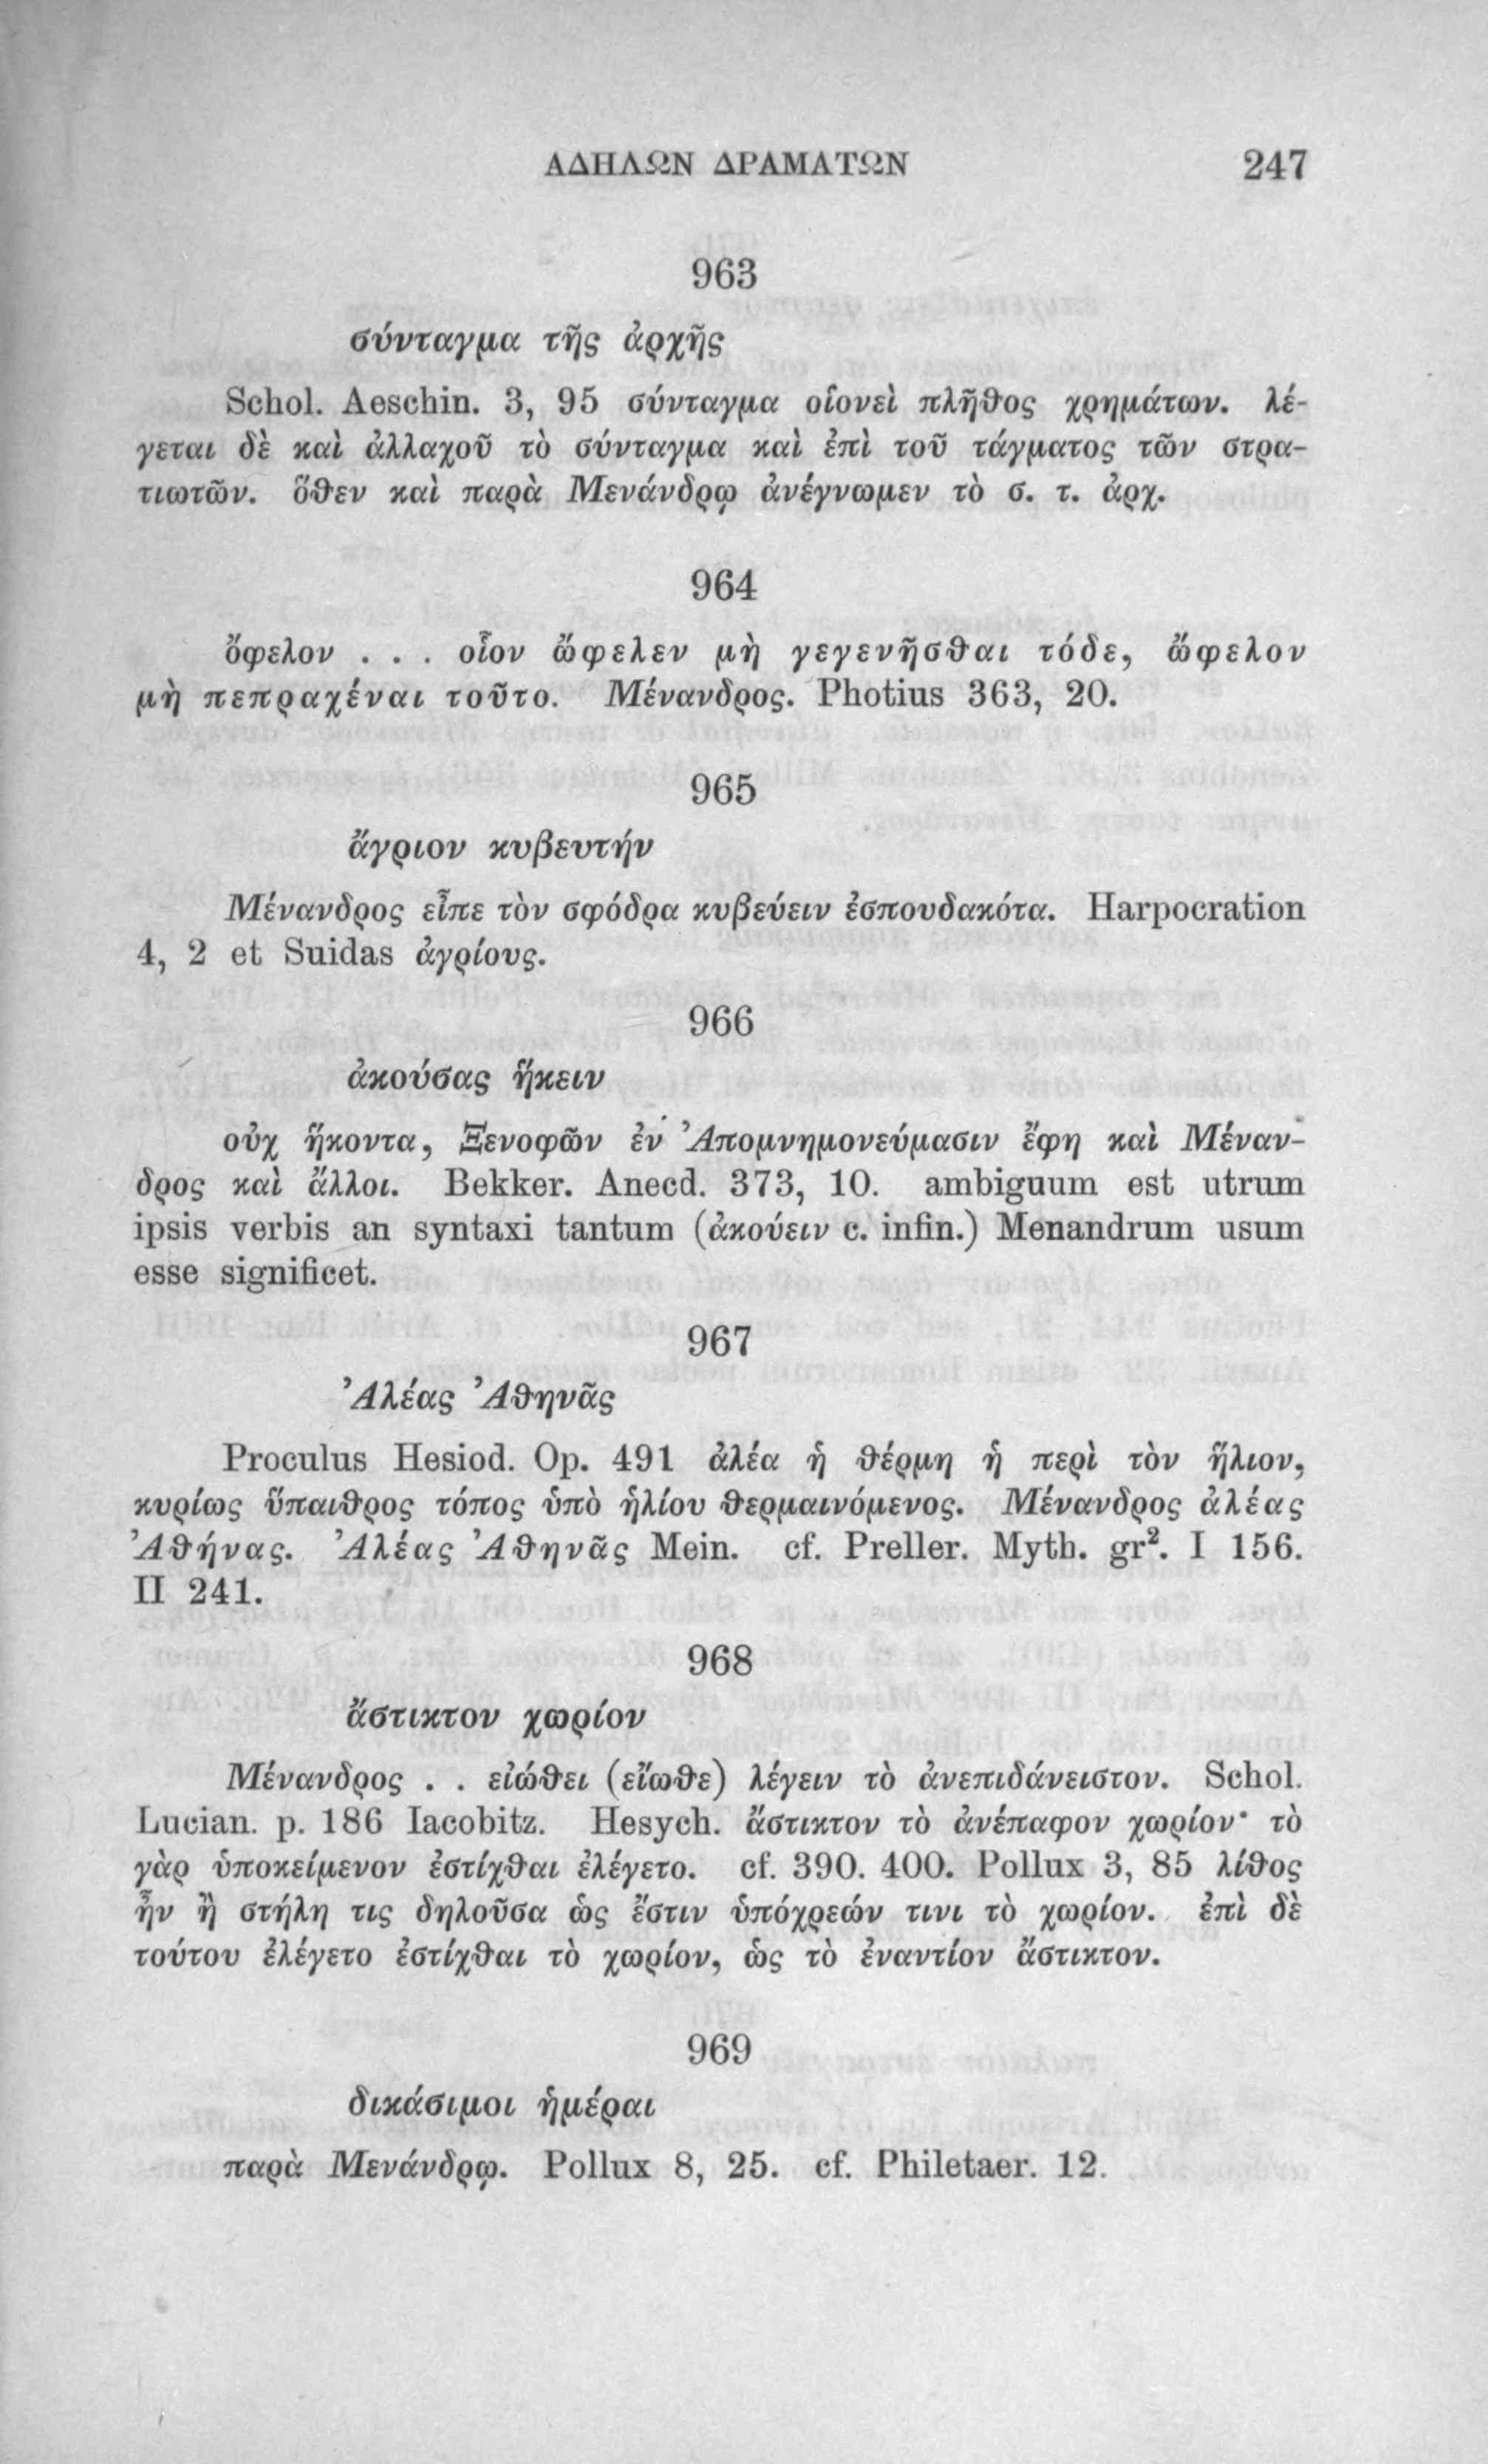 ΑΔΗΛΩΝ ΔΡΑΜΑΤΩΝ 247
963
σύνταγμα τῆς ἀρχῆς
Schol. Aeschin. 3, 95 σύνταγμα οἱονεὶ πλῆθος χρημάτων. λέ-
γεται δὲ καὶ ἀλλαχοῦ τὸ σύνταγμα καὶ ἐπὶ τοῦ τάγματος τῶν στρα-
τιωτῶν. ὅθεν καὶ παρὰ Μενάνδρῳ ἀνέγνωμεν τὸ σ. τ. ἀρχ.
964
ὄφελον . . . οἷον ὤφελεν μὴ γεγενῆσθαι τόδε, ὤφελον
μὴ πεπραχέναι τοῦτο. Μένανδρος. Photius 363, 20.
965
ἄγριον κυβευτήν
Μένανδρος εἶπε τὸν σφόδρα κυβεύειν ἐσπουδακότα. Harpocration
4, 2 et Suidas ἀγρίους.
966
ἀκούσας ἥκειν
οὐχ ἥκοντα, Ξενοφῶν ἐν Ἀπομνημονεύμασιν ἔφη καὶ Μέναν-
δρος καὶ ἄλλοι. Bekker. Anecd. 373, 10. ambiguum est utrum
ipsis verbis an syntaxi tantum (ἀκούειν c. infin.) Menandrum usum
esse significet.
967
Ἀλέας Ἀθηνᾶς
Proculus Hesiod. Op. 491 ἀλέα ἡ θέρμη ἡ περὶ τὸν ἥλιον,
κυρίως ὕπαιθρος τόπος ὑπὸ ἡλίου θερμαινόμενος. Μένανδρος ἀλέας
Ἀθήνας. Ἀλέας Ἀθηνᾶς Mein. cf. Preller. Myth. gr². I 156.
II 241.
968
ἄστικτον χωρίον
Μένανδρος . . εἰώθει (εἴωθε) λέγειν τὸ ἀνεπιδάνειστον. Schol.
Lucian. p. 186 Iacobitz. Hesych. ἄστικτον τὸ ἀνέπαφον χωρίον· τὸ
γὰρ ὑποκείμενον ἐστίχθαι ἐλέγετο. cf. 390. 400. Pollux 3, 85 λίθος
ἦν ἢ στήλη τις δηλοῦσα ὡς ἔστιν ὑπόχρεών τινι τὸ χωρίον. ἐπὶ δὲ
τούτου ἐλέγετο ἐστίχθαι τὸ χωρίον, ὡς τὸ ἐναντίον ἄστικτον.
969
δικάσιμοι ἡμέραι
παρὰ Μενάνδρῳ. Pollux 8, 25. cf. Philetaer. 12.